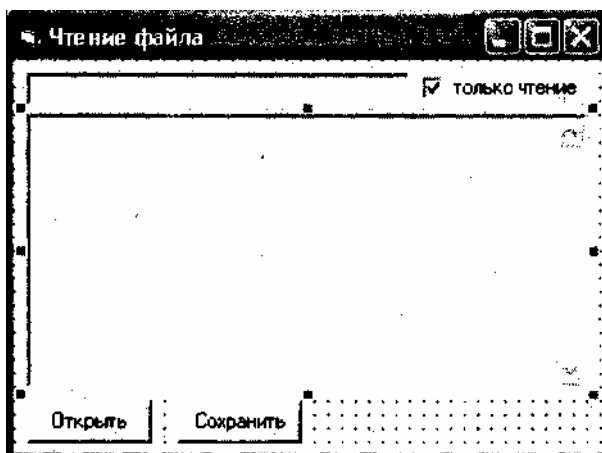 Чтение файла
только чтение
Открыть Сохранить